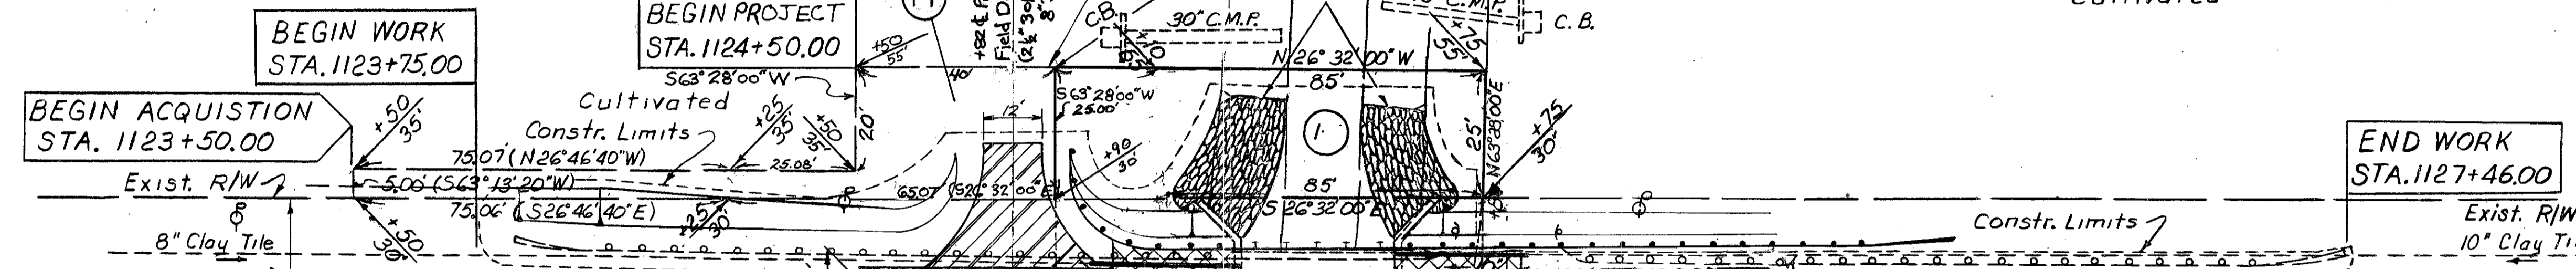 BEGIN WORK
STA. 1123+75.00
BEGIN PROJECT
STA. 1124+50.00
BEGIN ACQUISTION
STA. 1123+50.00
END WORK
STA. 1127+46.00
+50
55'
S63°28'00"W
40'
+82 ₵
Field
C.B.
30" C.M.P.
C.B.
+75
55'
N 26° 32' 00" W
85'
S63°28'00"W
25.00'
Cultivated
Constr. Limits
+50
35'
+25
35'
+50
35'
20'
12'
1
25'
N63°28'00"E
+75
30'
75.07' (N26°46'40"W)
25.08'
+90
30'
Exist. R/W
5.00' (S63°13'20"W)
65.07' (S26°32'00"E)
85'
S 26°32'00"E
75.06' (S26°46'40"E)
+25
30'
+50
30'
8" Clay Tile
Constr. Limits
Exist. R/W
10" Clay